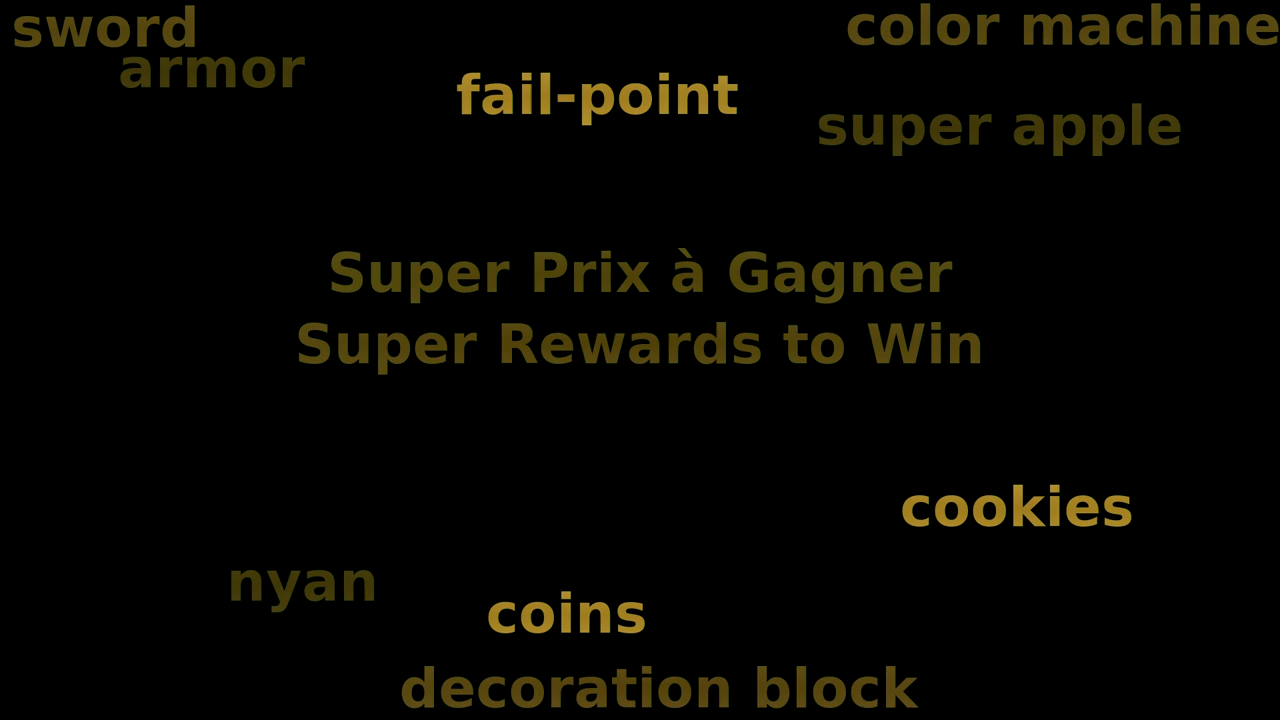 sword
color machine
armor
fail-point
super apple
Super Prix à Gagner
Super Rewards to Win
cookies
nyan
coins
decoration block